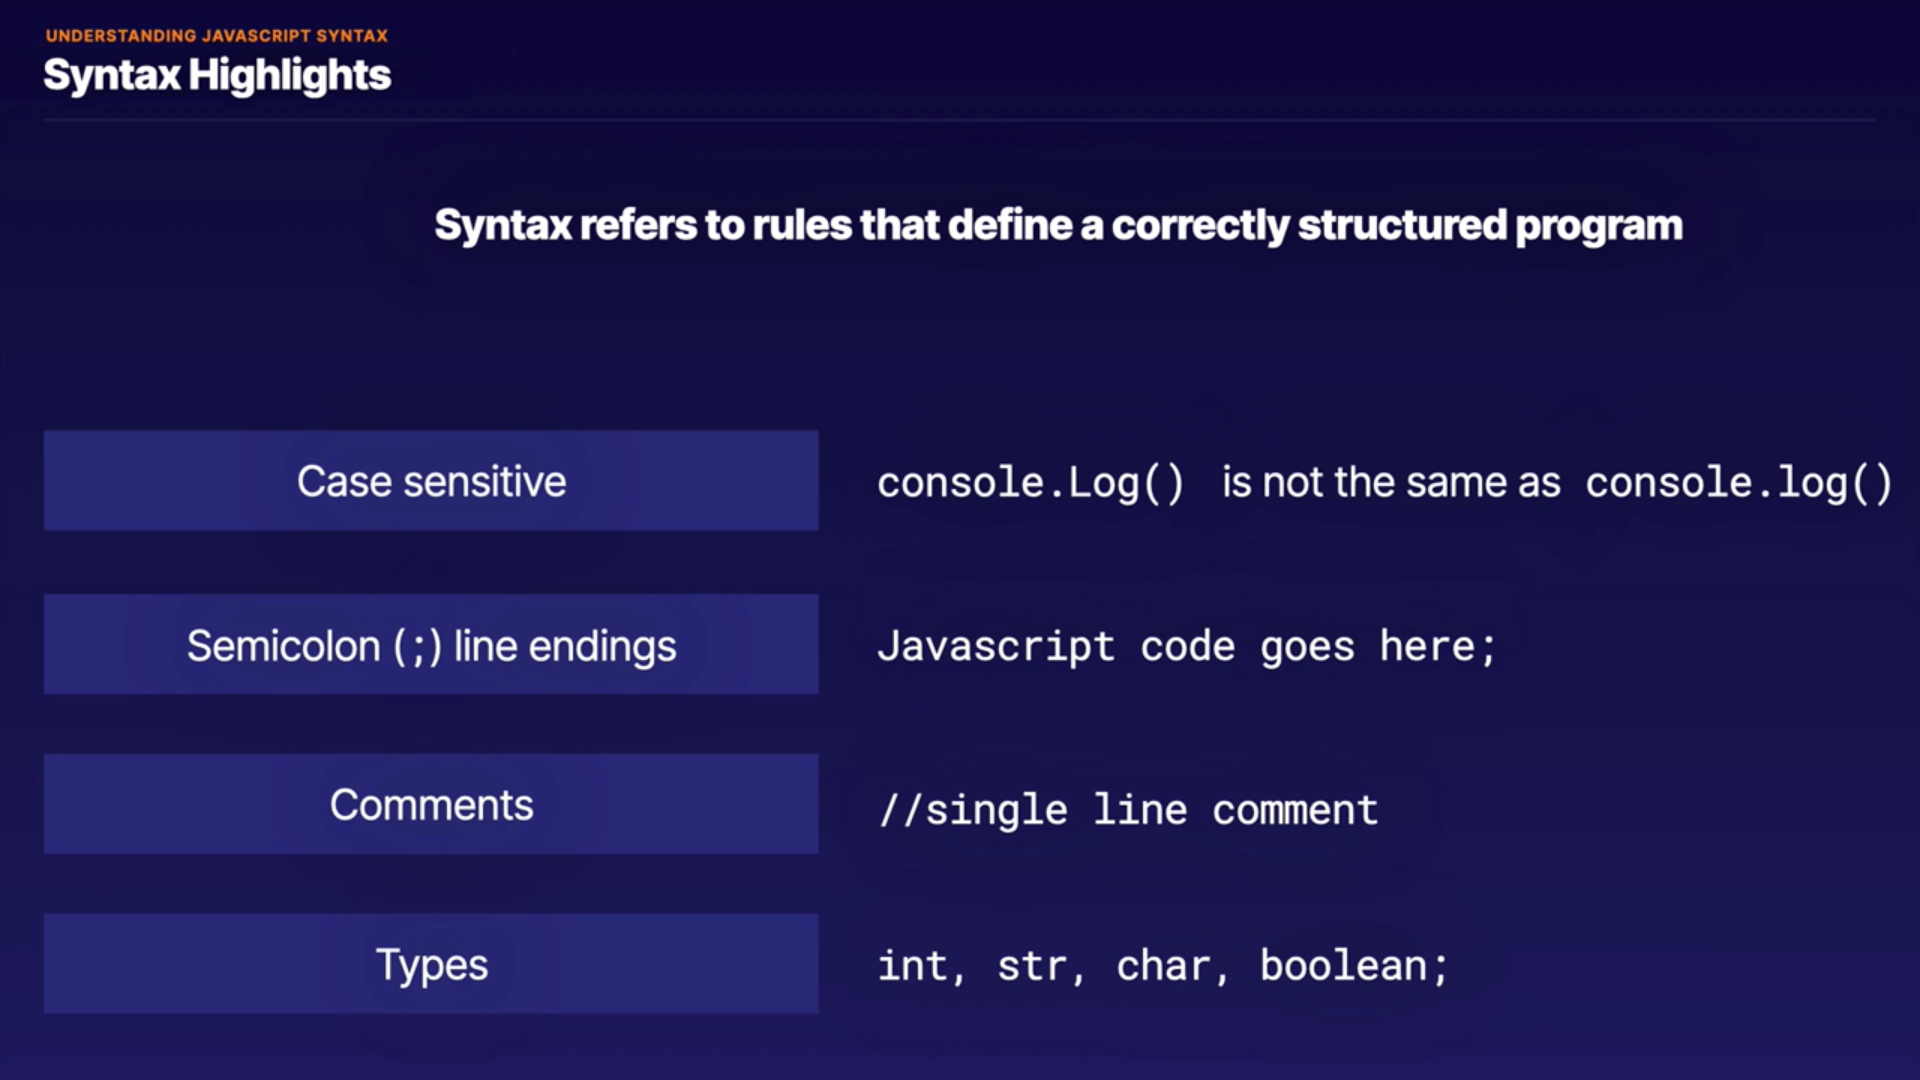 UNDERSTANDING JAVASCRIPT SYNTAX
Syntax Highlights
Syntax refers to rules that define a correctly structured program
Case sensitive
console.Log() is not the same as console.log()
Semicolon (;) line endings
Javascript code goes here;
Comments
//single line comment
Types
int, str, char, boolean;